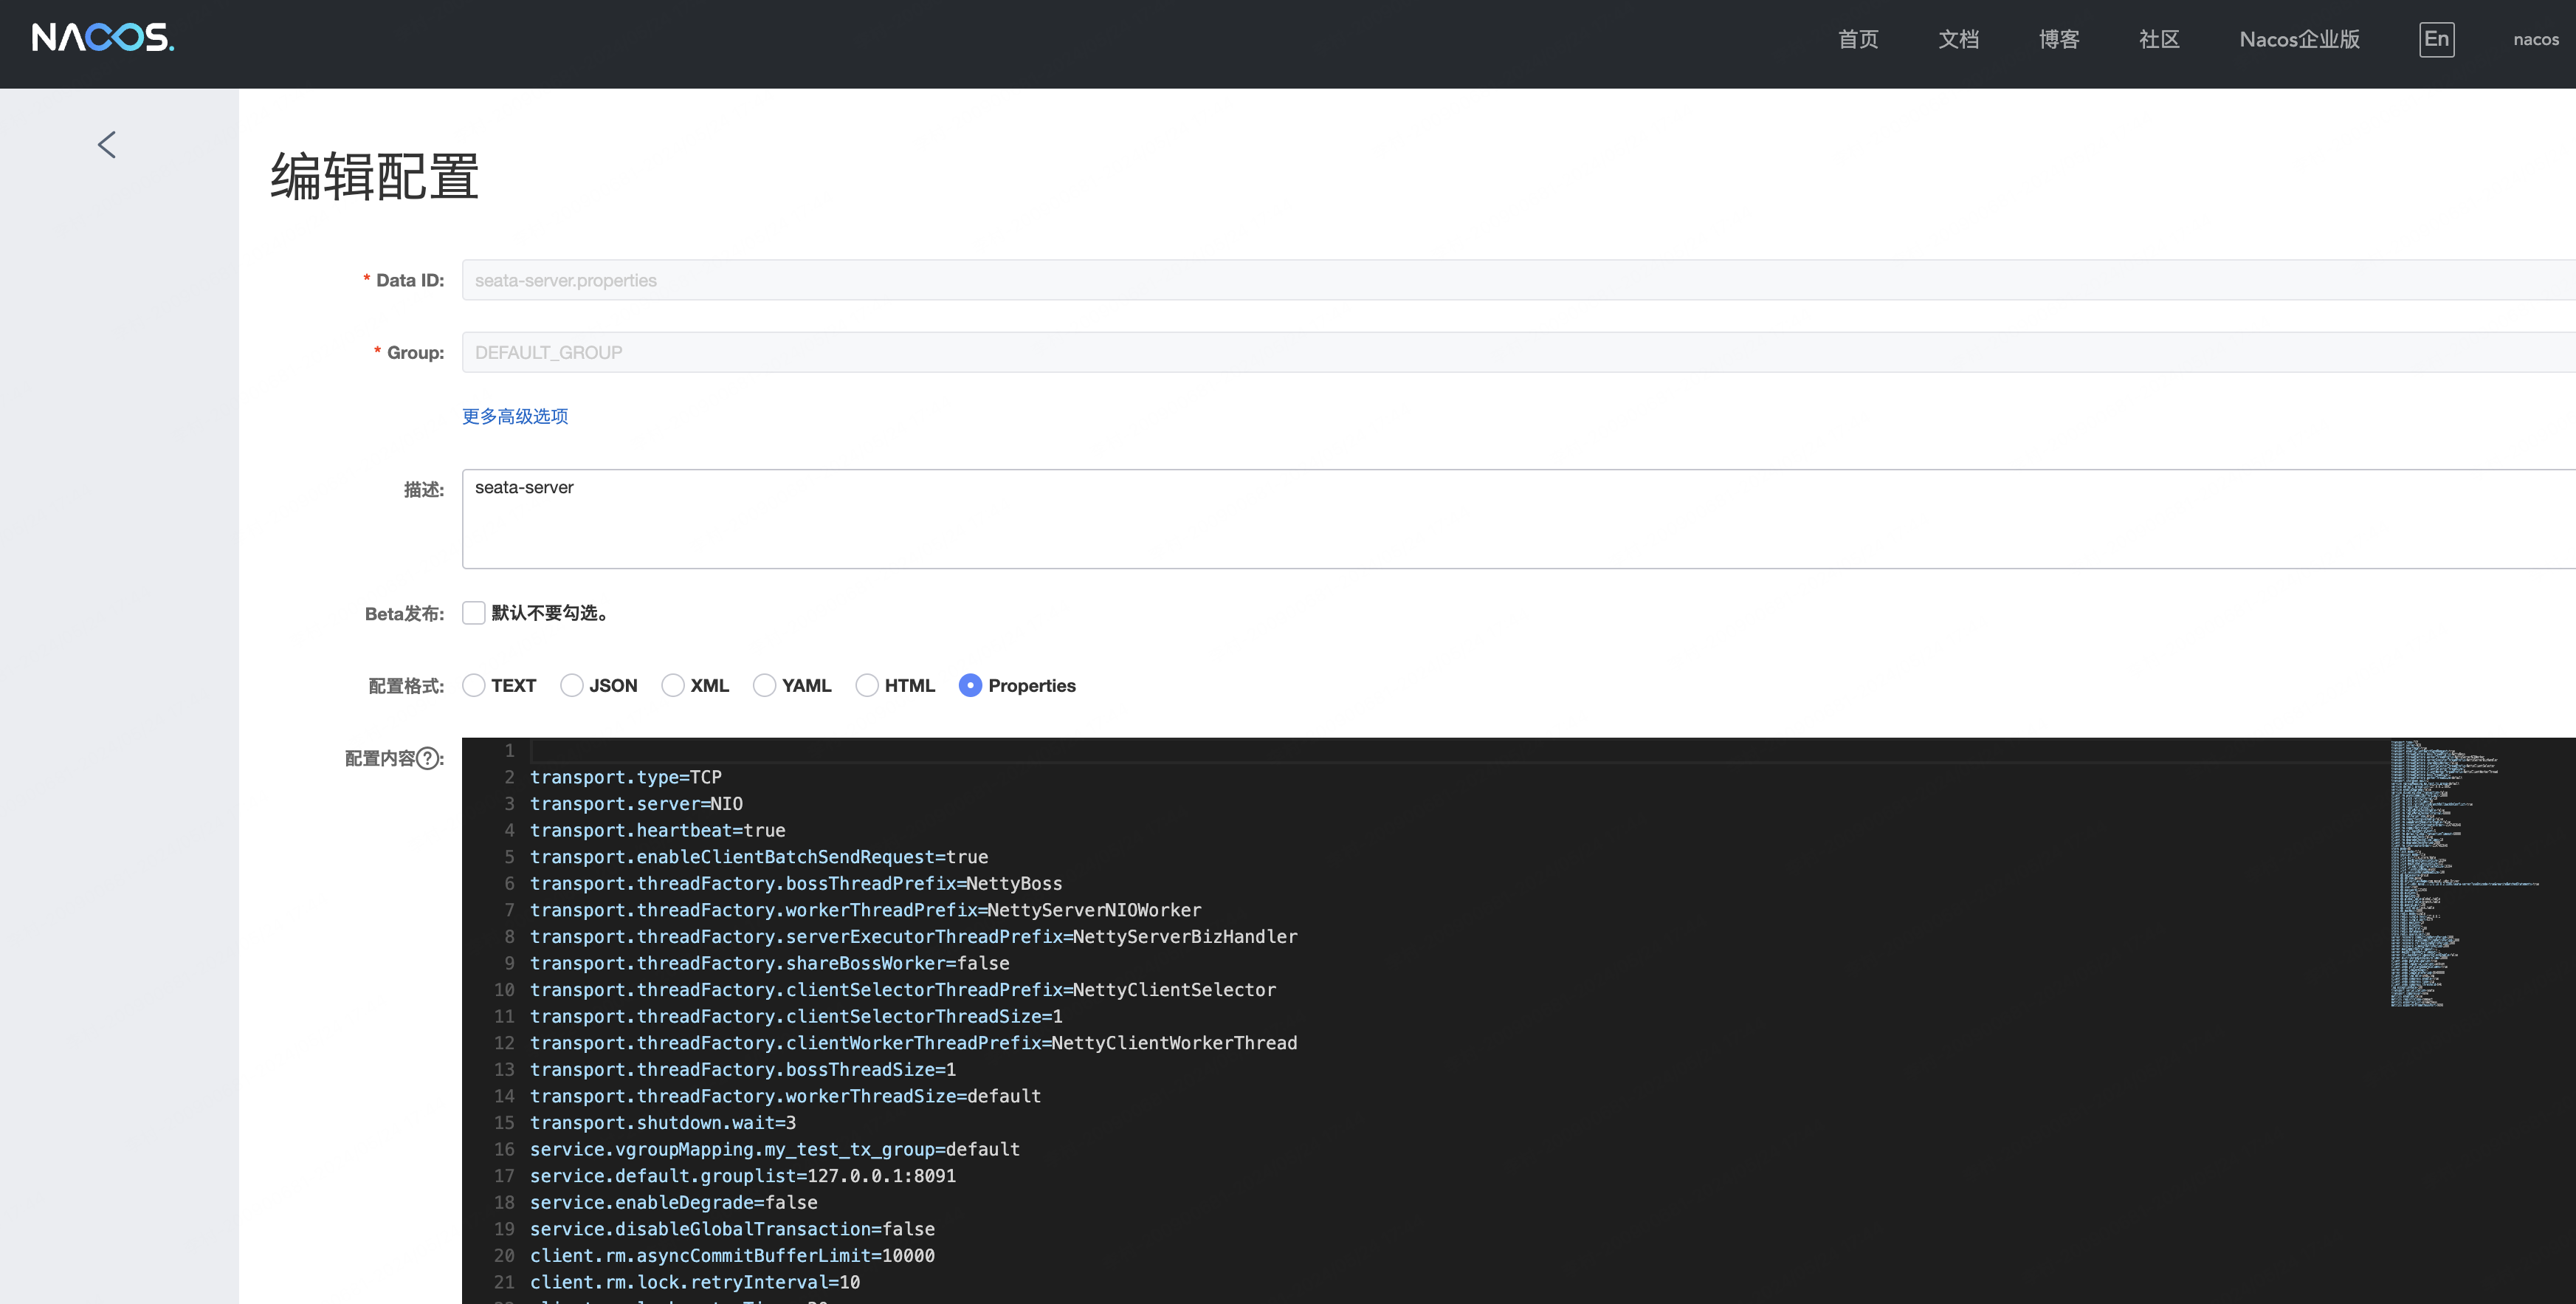 NACOS.
首页 文档 博客 社区 Nacos企业版 En nacos
编辑配置
* Data ID: seata-server.properties
* Group: DEFAULT_GROUP
更多高级选项
描述: seata-server
Beta发布: 默认不要勾选。
配置格式: TEXT JSON XML YAML HTML Properties
配置内容?:
1
2 transport.type=TCP
3 transport.server=NIO
4 transport.heartbeat=true
5 transport.enableClientBatchSendRequest=true
6 transport.threadFactory.bossThreadPrefix=NettyBoss
7 transport.threadFactory.workerThreadPrefix=NettyServerNIOWorker
8 transport.threadFactory.serverExecutorThreadPrefix=NettyServerBizHandler
9 transport.threadFactory.shareBossWorker=false
10 transport.threadFactory.clientSelectorThreadPrefix=NettyClientSelector
11 transport.threadFactory.clientSelectorThreadSize=1
12 transport.threadFactory.clientWorkerThreadPrefix=NettyClientWorkerThread
13 transport.threadFactory.bossThreadSize=1
14 transport.threadFactory.workerThreadSize=default
15 transport.shutdown.wait=3
16 service.vgroupMapping.my_test_tx_group=default
17 service.default.grouplist=127.0.0.1:8091
18 service.enableDegrade=false
19 service.disableGlobalTransaction=false
20 client.rm.asyncCommitBufferLimit=10000
21 client.rm.lock.retryInterval=10